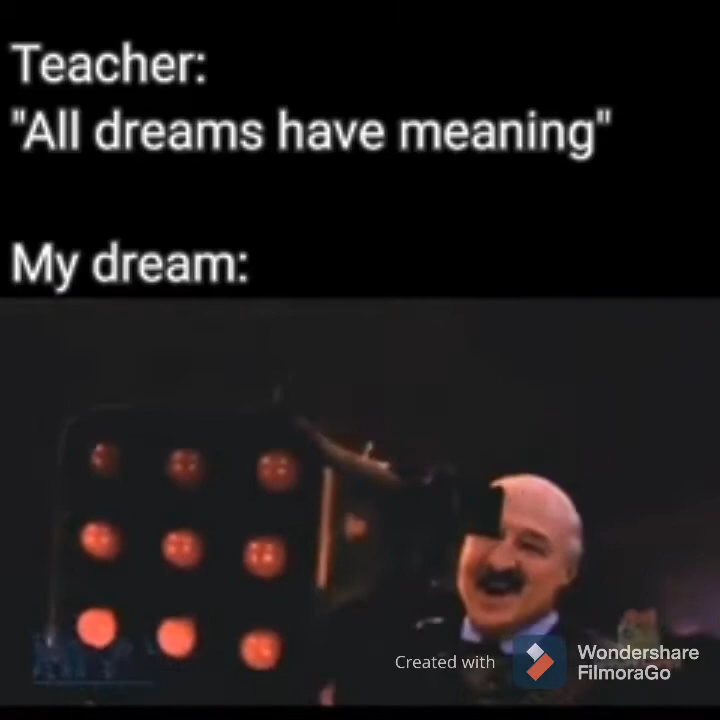 Teacher:
"All dreams have meaning"
My dream:
Created with
Wondershare
FilmoraGo